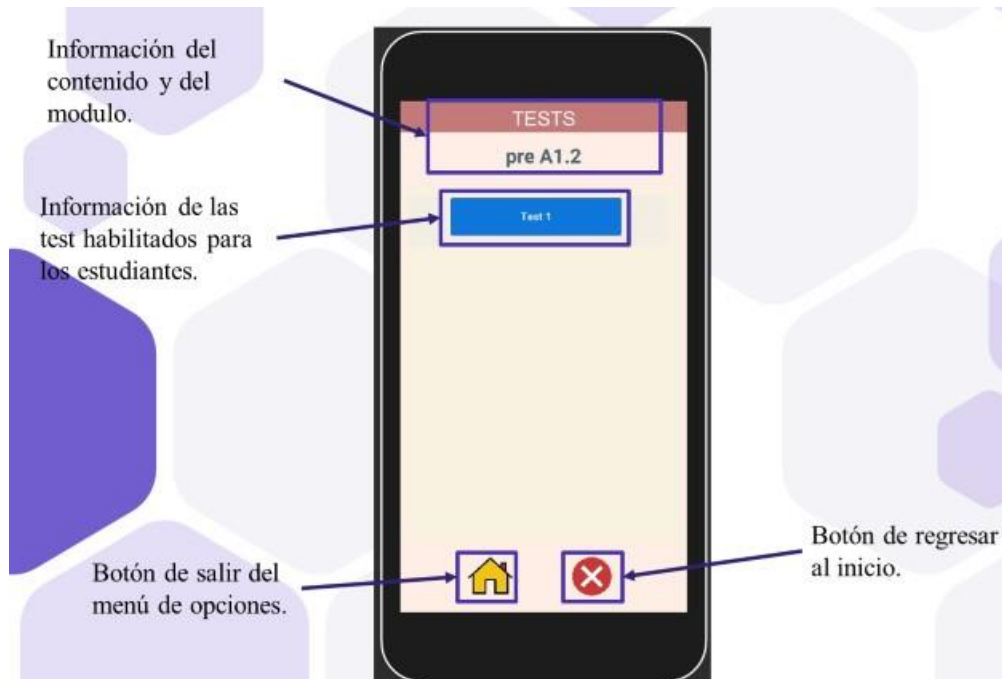 Información del
contenido y del
modulo.
TESTS
pre A1.2
Información de las
test habilitados para
los estudiantes.
Test 1
Botón de salir del
menú de opciones.
Botón de regresar
al inicio.